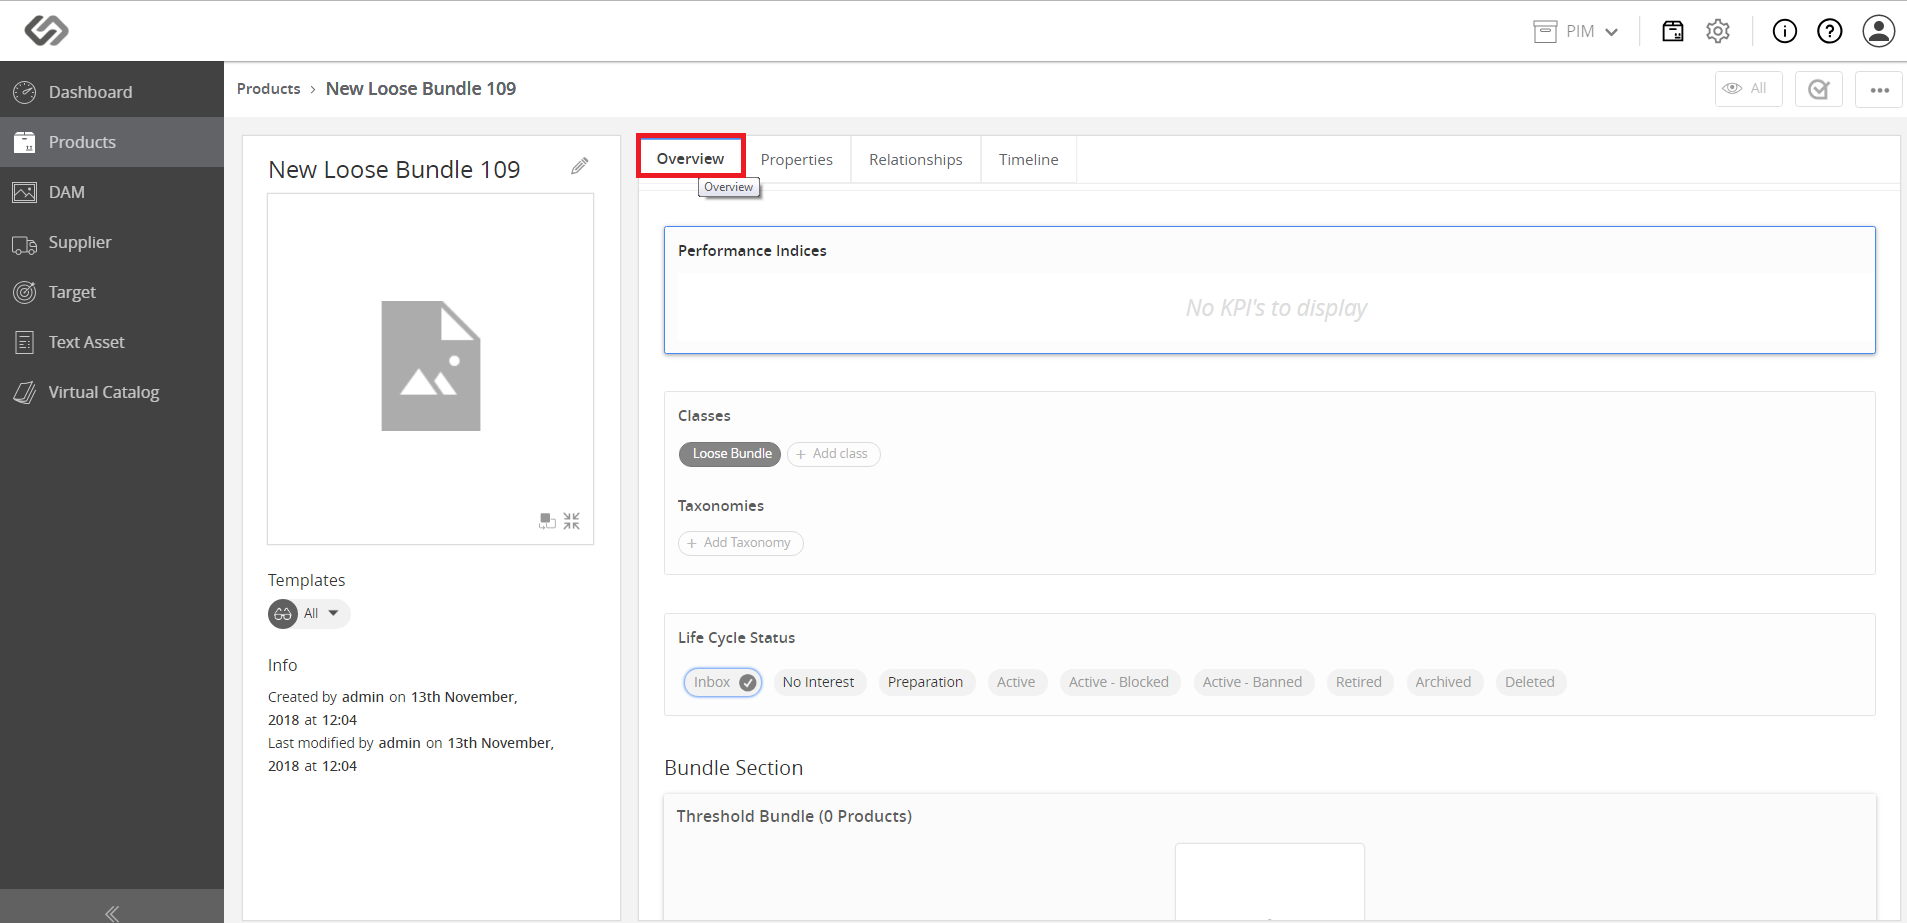 PIM
Dashboard
Products
DAM
Supplier
Target
Text Asset
Virtual Catalog
Products › New Loose Bundle 109
All
New Loose Bundle 109
Templates
All
Info
Created by admin on 13th November,
2018 at 12:04
Last modified by admin on 13th November,
2018 at 12:04
Overview
Properties
Relationships
Timeline
Overview
Performance Indices
No KPI's to display
Classes
Loose Bundle
+ Add class
Taxonomies
+ Add Taxonomy
Life Cycle Status
Inbox
No Interest
Preparation
Active
Active - Blocked
Active - Banned
Retired
Archived
Deleted
Bundle Section
Threshold Bundle (0 Products)